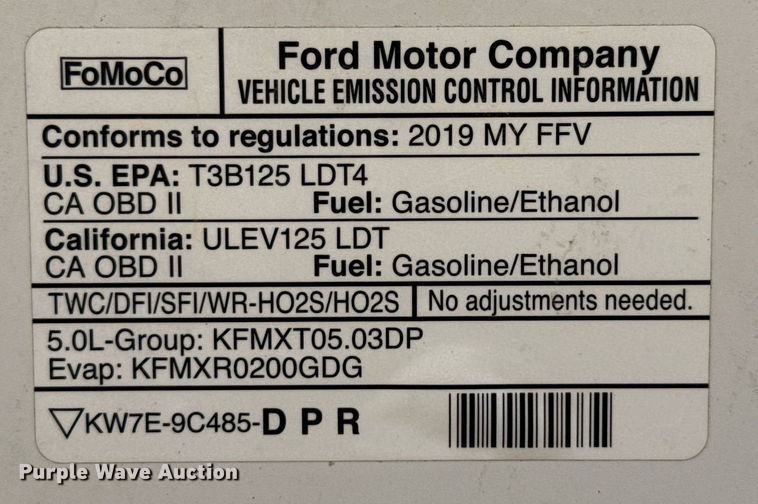 FoMoCo
Ford Motor Company
VEHICLE EMISSION CONTROL INFORMATION
Conforms to regulations: 2019 MY FFV
U.S. EPA: T3B125 LDT4
CA OBD II Fuel: Gasoline/Ethanol
California: ULEV125 LDT
CA OBD II Fuel: Gasoline/Ethanol
TWC/DFI/SFI/WR-HO2S/HO2S No adjustments needed.
5.0L-Group: KFMXT05.03DP
Evap: KFMXR0200GDG
▽KW7E-9C485-D P R
Purple Wave Auction